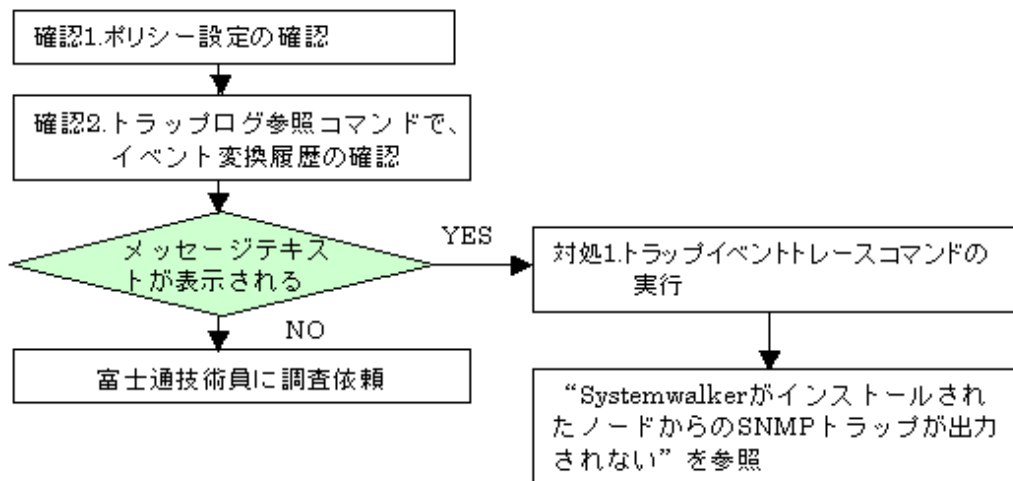 確認1.ポリシー設定の確認
確認2.トラップログ参照コマンドで、
イベント変換履歴の確認
メッセージテキス
トが表示される
YES
NO
富士通技術員に調査依頼
対処1.トラップイベントトレースコマンドの
実行
“Systemwalkerがインストールされ
たノードからのSNMPトラップが出力
されない”を参照